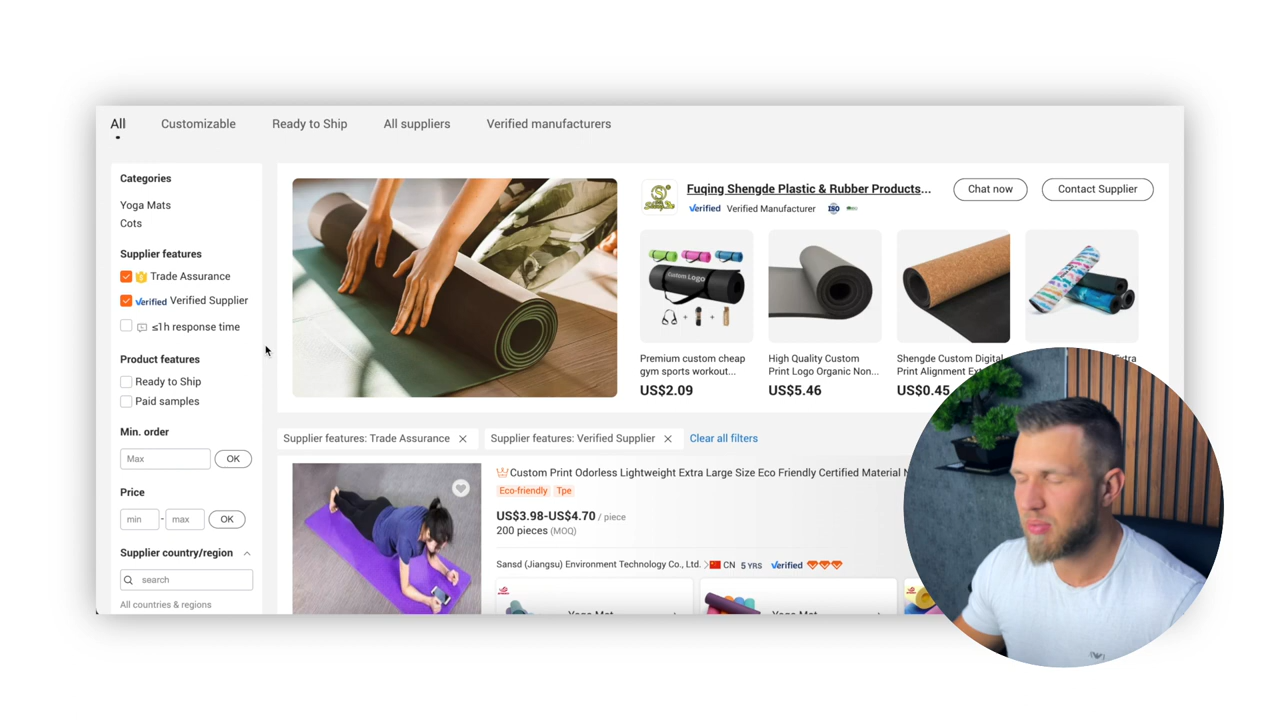 All
Customizable
Ready to Ship
All suppliers
Verified manufacturers
Categories
Yoga Mats
Cots
Supplier features
Trade Assurance
Verified Verified Supplier
≤1h response time
Product features
Ready to Ship
Paid samples
Min. order
Max
OK
Price
min - max OK
Supplier country/region
search
All countries & regions
Fuqing Shengde Plastic & Rubber Products...
Chat now
Contact Supplier
Verified Verified Manufacturer ISO
Custom Logo
Premium custom cheap
gym sports workout...
US$2.09
High Quality Custom
Print Logo Organic Non...
US$5.46
Shengde Custom Digital
Print Alignment Ex
US$0.45
Supplier features: Trade Assurance
Supplier features: Verified Supplier
Clear all filters
Custom Print Odorless Lightweight Extra Large Size Eco Friendly Certified Material
Eco-friendly Tpe
US$3.98-US$4.70 / piece
200 pieces (MOQ)
Sansd (Jiangsu) Environment Technology Co., Ltd. CN 5 YRS Verified
Yoga Mat
Yoga Mat